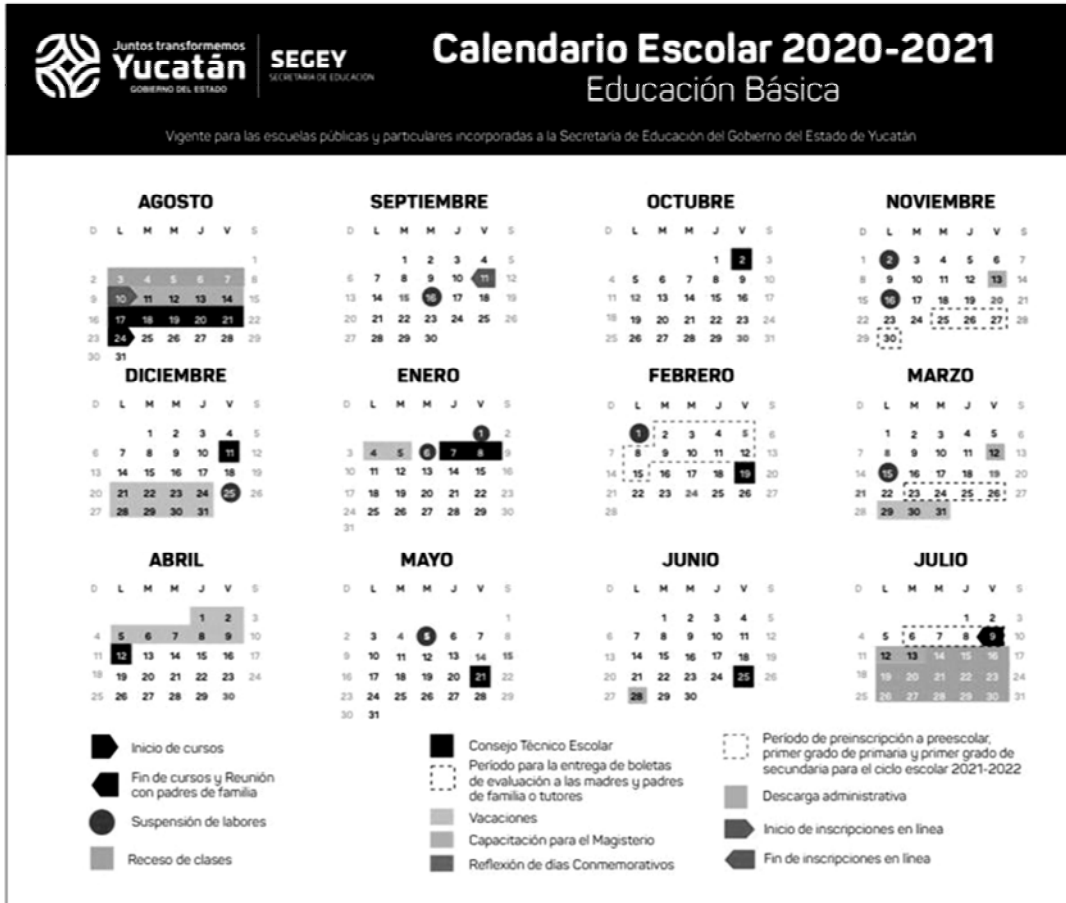 Juntos transformemos
Yucatán
GOBIERNO DEL ESTADO
SEGEY
SECRETARÍA DE EDUCACIÓN
Calendario Escolar 2020-2021
Educación Básica
Vigente para las escuelas públicas y particulares incorporadas a la Secretaría de Educación del Gobierno del Estado de Yucatán
AGOSTO
D L M M J V S
1
2 3 4 5 6 7 8
9 10 11 12 13 14 15
16 17 18 19 20 21 22
23 24 25 26 27 28 29
30 31
SEPTIEMBRE
D L M M J V S
1 2 3 4 5
6 7 8 9 10 11 12
13 14 15 16 17 18 19
20 21 22 23 24 25 26
27 28 29 30
OCTUBRE
D L M M J V S
1 2 3
4 5 6 7 8 9 10
11 12 13 14 15 16 17
18 19 20 21 22 23 24
25 26 27 28 29 30 31
NOVIEMBRE
D L M M J V S
1 2 3 4 5 6 7
8 9 10 11 12 13 14
15 16 17 18 19 20 21
22 23 24 25 26 27 28
29 30
DICIEMBRE
D L M M J V S
1 2 3 4 5
6 7 8 9 10 11 12
13 14 15 16 17 18 19
20 21 22 23 24 25 26
27 28 29 30 31
ENERO
D L M M J V S
1 2
3 4 5 6 7 8 9
10 11 12 13 14 15 16
17 18 19 20 21 22 23
24 25 26 27 28 29 30
31
FEBRERO
D L M M J V S
1 2 3 4 5 6
7 8 9 10 11 12 13
14 15 16 17 18 19 20
21 22 23 24 25 26 27
28
MARZO
D L M M J V S
1 2 3 4 5 6
7 8 9 10 11 12 13
14 15 16 17 18 19 20
21 22 23 24 25 26 27
28 29 30 31
ABRIL
D L M M J V S
1 2 3
4 5 6 7 8 9 10
11 12 13 14 15 16 17
18 19 20 21 22 23 24
25 26 27 28 29 30
MAYO
D L M M J V S
1
2 3 4 5 6 7 8
9 10 11 12 13 14 15
16 17 18 19 20 21 22
23 24 25 26 27 28 29
30 31
JUNIO
D L M M J V S
1 2 3 4 5
6 7 8 9 10 11 12
13 14 15 16 17 18 19
20 21 22 23 24 25 26
27 28 29 30
JULIO
D L M M J V S
1 2 3
4 5 6 7 8 9 10
11 12 13 14 15 16 17
18 19 20 21 22 23 24
25 26 27 28 29 30 31
Inicio de cursos
Fin de cursos y Reunión
con padres de familia
Suspensión de labores
Receso de clases
Consejo Técnico Escolar
Período para la entrega de boletas
de evaluación a las madres y padres
de familia o tutores
Vacaciones
Capacitación para el Magisterio
Reflexión de días Conmemorativos
Período de preinscripción a preescolar,
primer grado de primaria y primer grado de
secundaria para el ciclo escolar 2021-2022
Descarga administrativa
Inicio de inscripciones en línea
Fin de inscripciones en línea